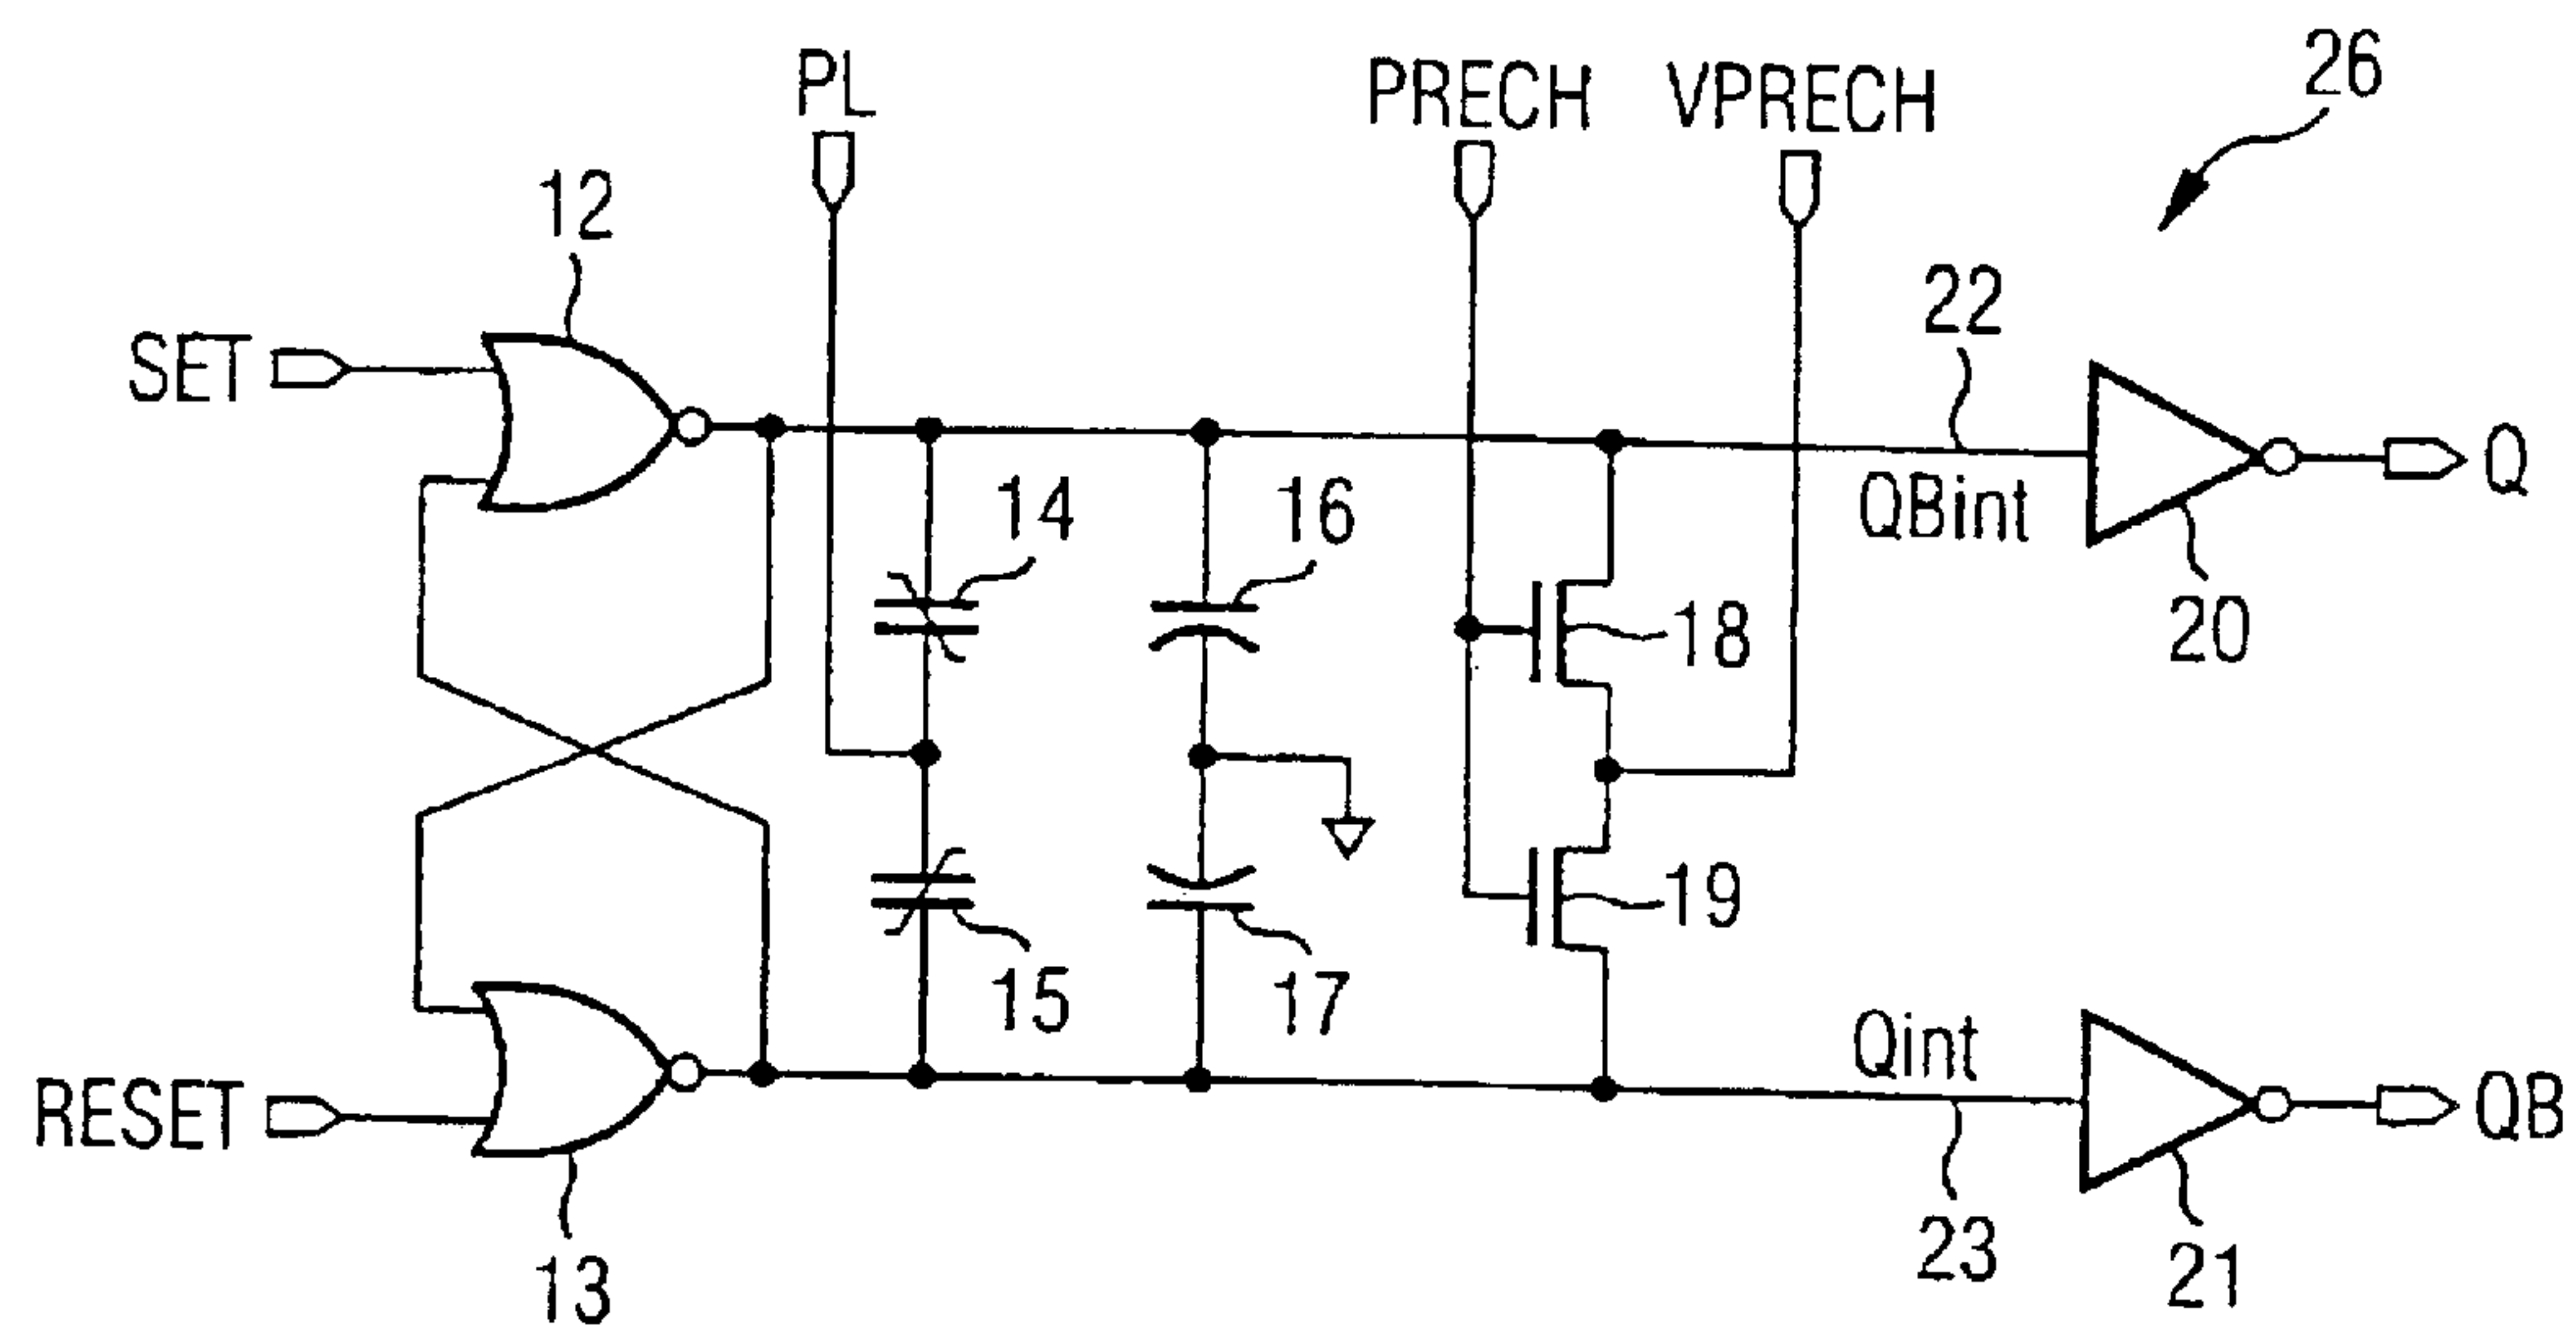 PL
PRECH
VPRECH
26
12
SET
22
QBint
Q
14
16
18
20
19
15
17
Qint
RESET
QB
13
23
21